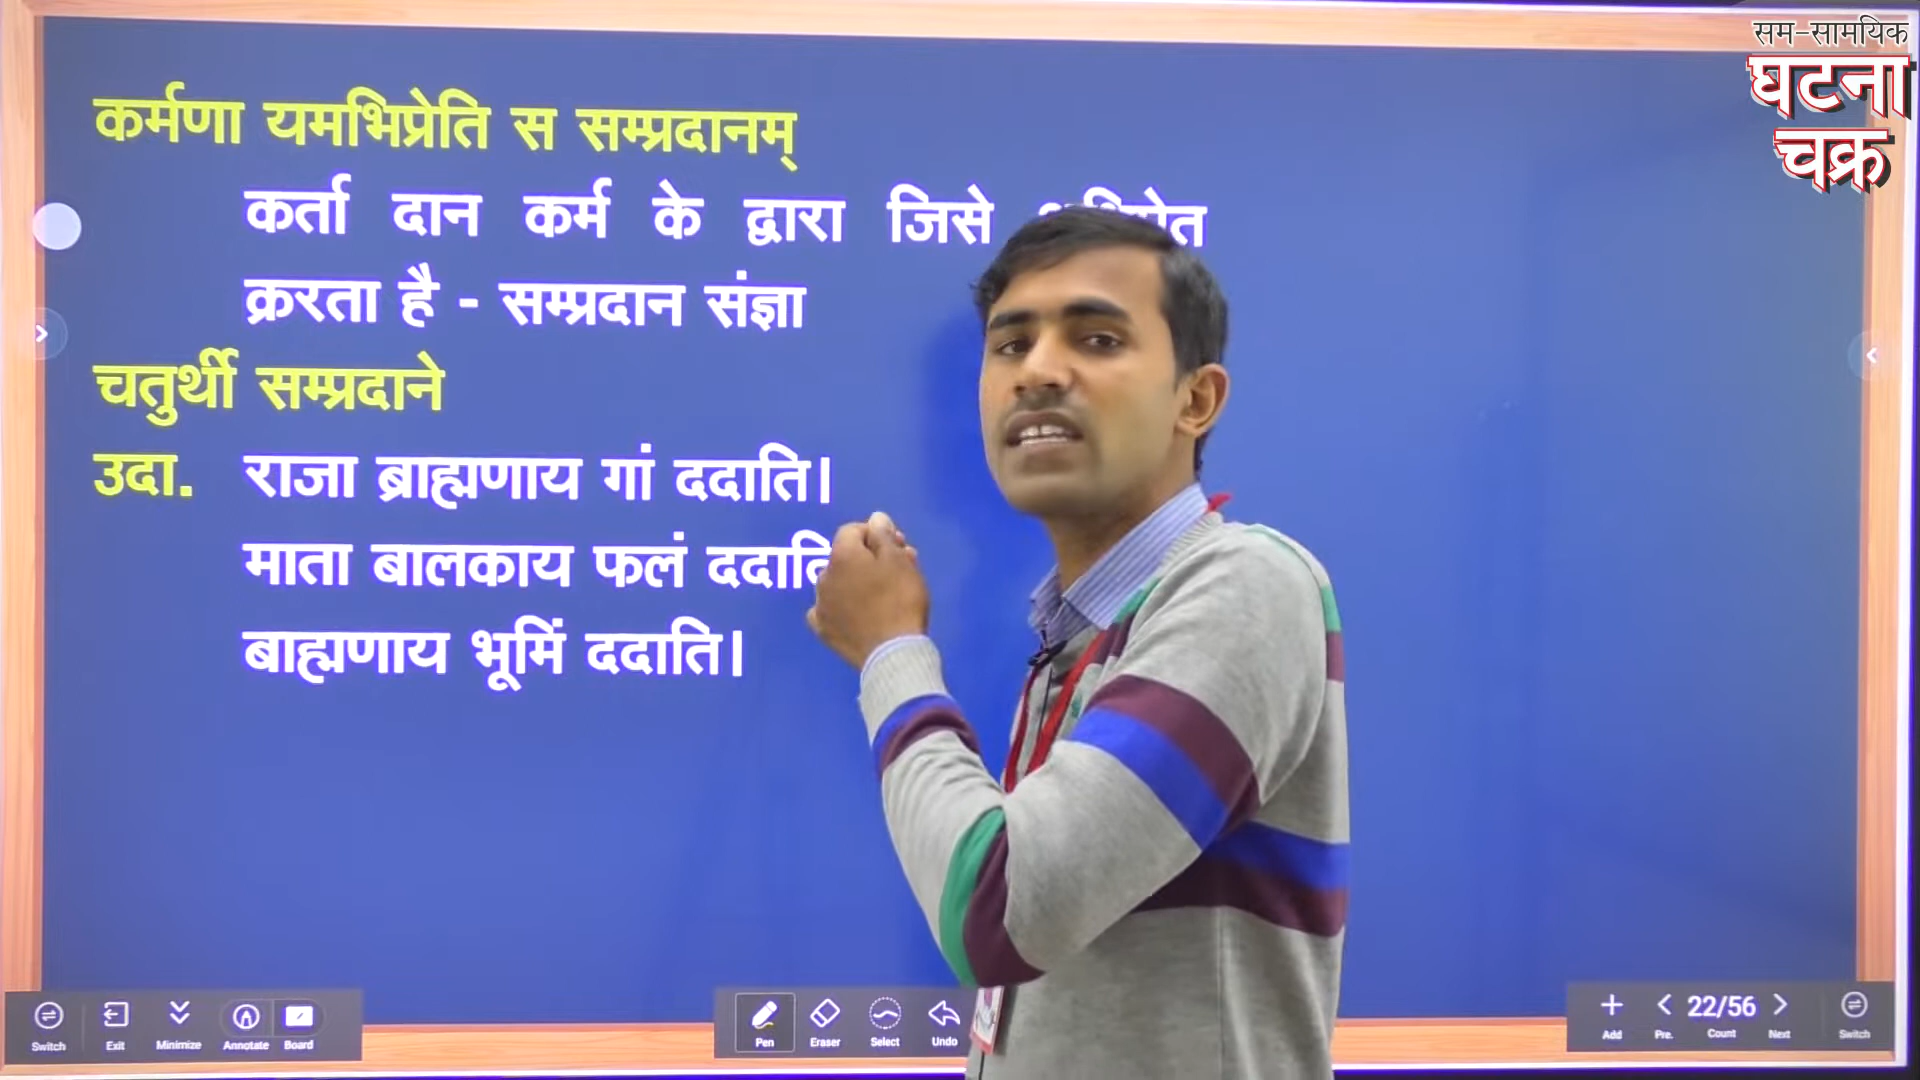 सम-सामयिक
घटना
चक्र
कर्मणा यमभिप्रेति स सम्प्रदानम्
कर्ता दान कर्म के द्वारा जिसे
क्ररता है - सम्प्रदान संज्ञा
चतुर्थी सम्प्रदाने
उदा. राजा ब्राह्मणाय गां ददाति।
माता बालकाय फलं
बाह्मणाय भूमिं ददाति।
Switch Exit Minimize Annotate Board
Pen Eraser Select Undo
Add Pre. 22/56 Count Next Switch